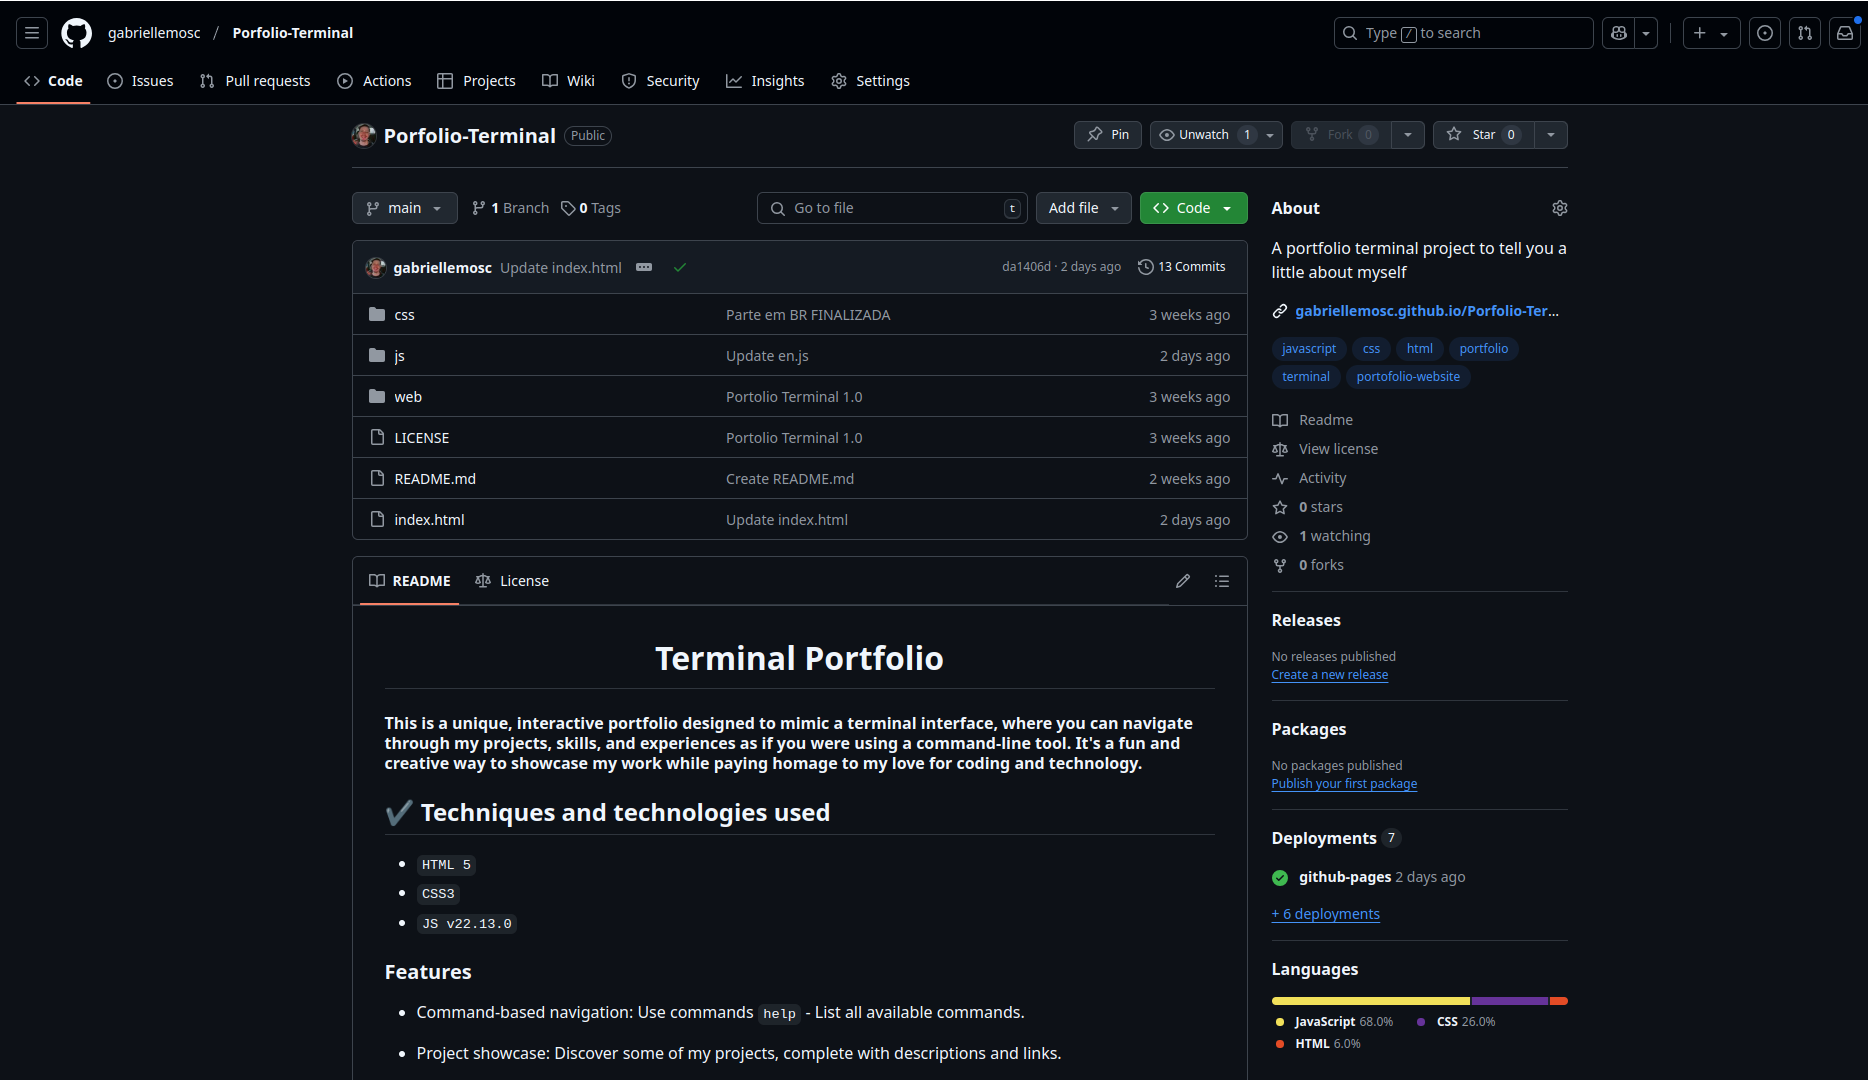 gabriellemosc / Porfolio-Terminal
Type / to search
Code Issues Pull requests Actions Projects Wiki Security Insights Settings
Porfolio-Terminal Public
Pin Unwatch 1 Fork 0 Star 0
main 1 Branch 0 Tags
Go to file t Add file Code
gabriellemosc Update index.html da1406d · 2 days ago 13 Commits
css Parte em BR FINALIZADA 3 weeks ago
js Update en.js 2 days ago
web Portolio Terminal 1.0 3 weeks ago
LICENSE Portolio Terminal 1.0 3 weeks ago
README.md Create README.md 2 weeks ago
index.html Update index.html 2 days ago
README License
Terminal Portfolio
This is a unique, interactive portfolio designed to mimic a terminal interface, where you can navigate
through my projects, skills, and experiences as if you were using a command-line tool. It's a fun and
creative way to showcase my work while paying homage to my love for coding and technology.
✔️ Techniques and technologies used
HTML 5
CSS3
JS v22.13.0
Features
Command-based navigation: Use commands help - List all available commands.
Project showcase: Discover some of my projects, complete with descriptions and links.
About
A portfolio terminal project to tell you a
little about myself
gabriellemosc.github.io/Porfolio-Ter...
javascript css html portfolio
terminal portofolio-website
Readme
View license
Activity
0 stars
1 watching
0 forks
Releases
No releases published
Create a new release
Packages
No packages published
Publish your first package
Deployments 7
github-pages 2 days ago
+ 6 deployments
Languages
JavaScript 68.0% CSS 26.0%
HTML 6.0%